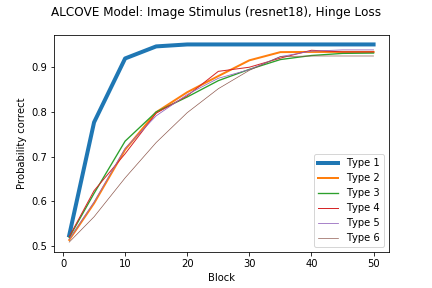 ALCOVE Model: Image Stimulus (resnet18), Hinge Loss
Probability correct
0.9
0.8
0.7
0.6
0.5
Type 1
Type 2
Type 3
Type 4
Type 5
Type 6
0 10 20 30 40 50
Block